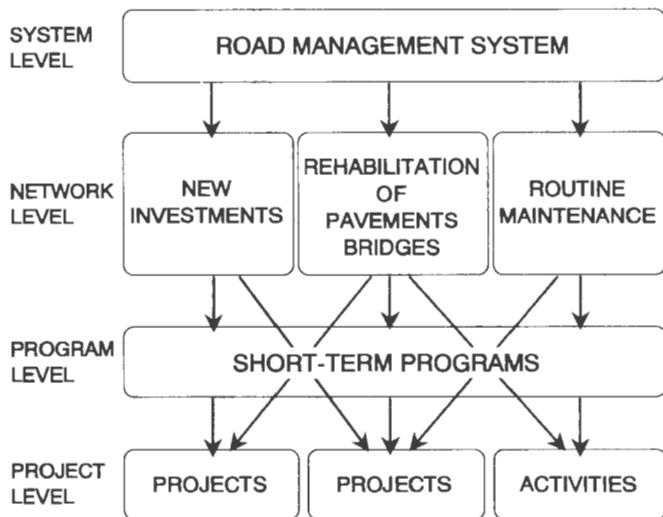 SYSTEM
LEVEL
ROAD MANAGEMENT SYSTEM
NETWORK
LEVEL
NEW
INVESTMENTS
REHABILITATION
OF
PAVEMENTS
BRIDGES
ROUTINE
MAINTENANCE
PROGRAM
LEVEL
SHORT-TERM PROGRAMS
PROJECT
LEVEL
PROJECTS
PROJECTS
ACTIVITIES